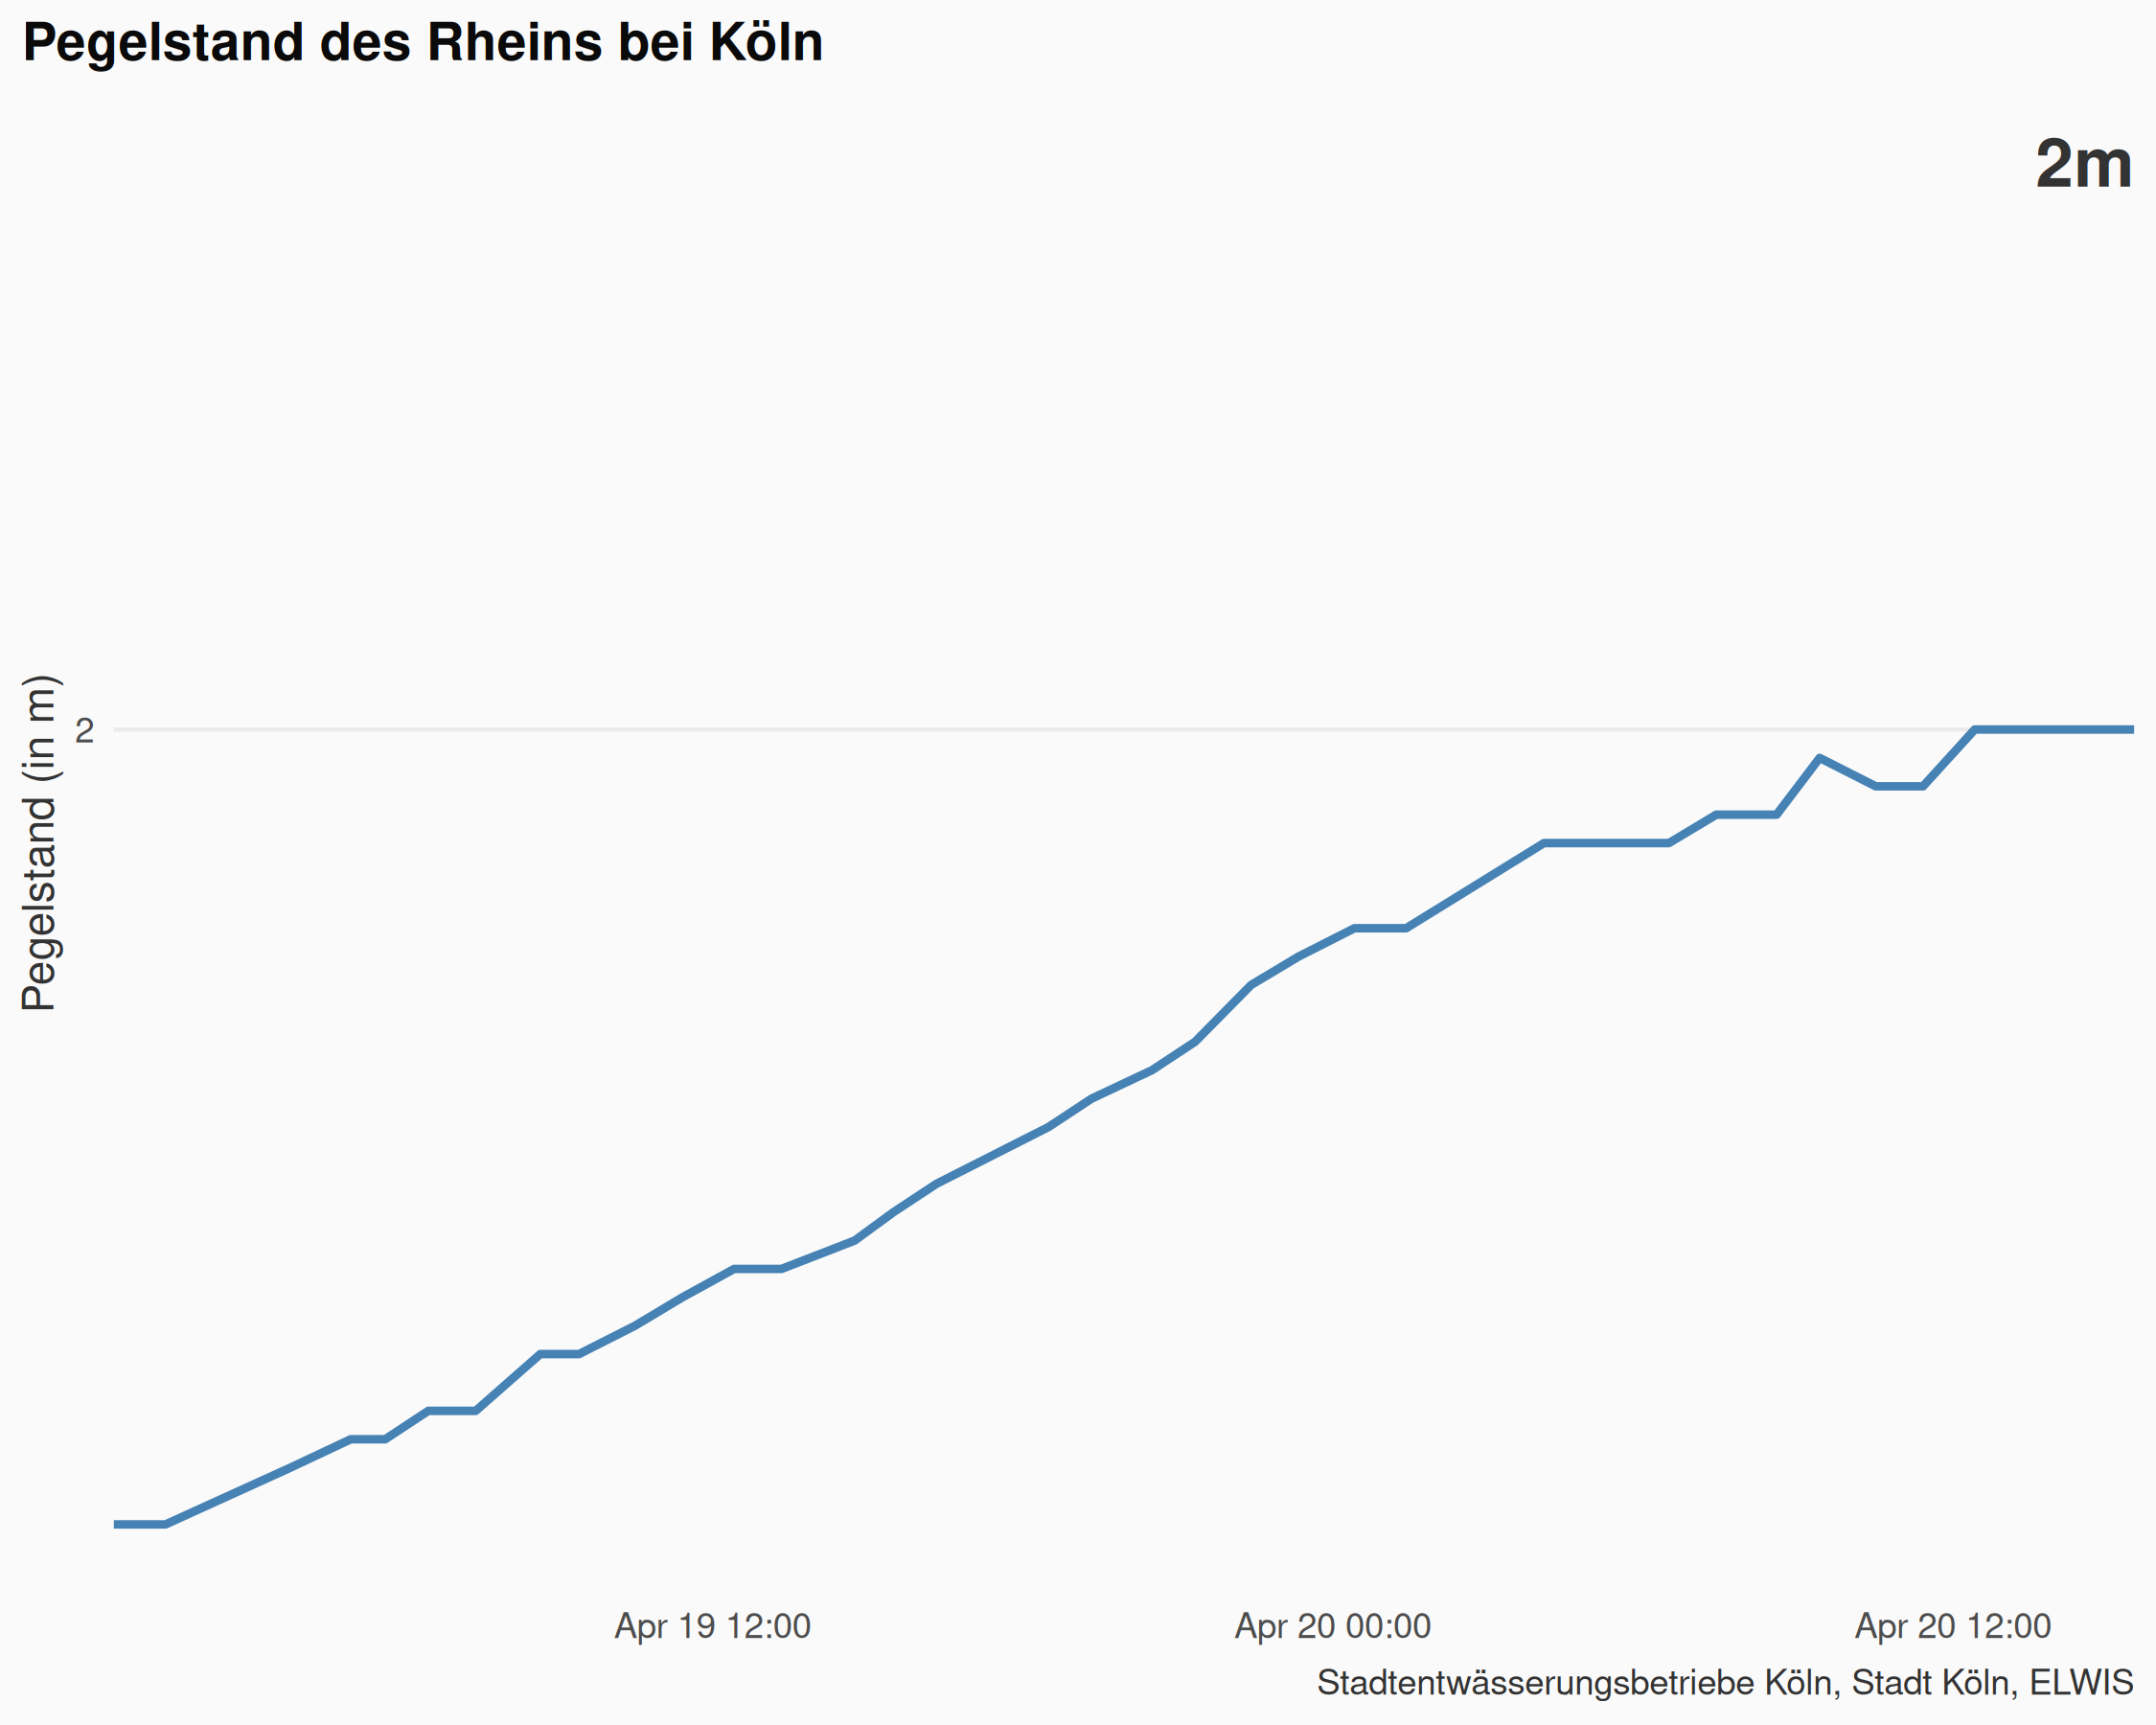 Pegelstand des Rheins bei Köln
2m
Pegelstand (in m)
2
Apr 19 12:00
Apr 20 00:00
Apr 20 12:00
Stadtentwässerungsbetriebe Köln, Stadt Köln, ELWIS